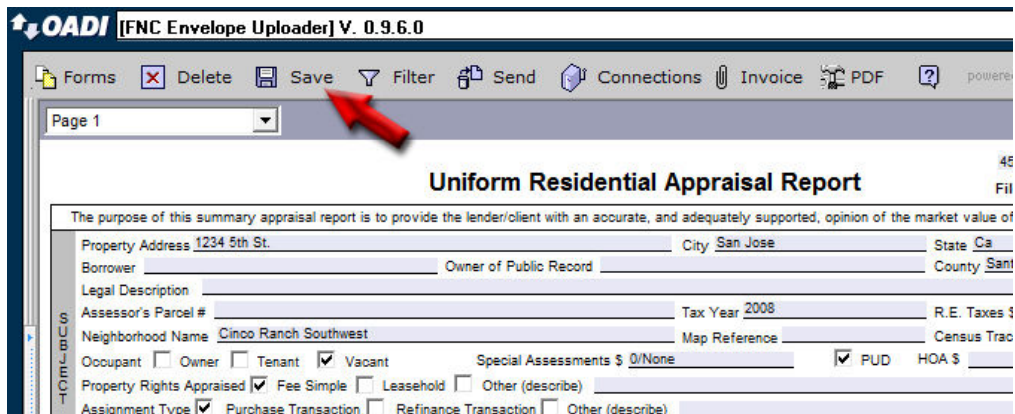 OADI [FNC Envelope Uploader] V. 0.9.6.0
Forms Delete Save Filter Send Connections Invoice PDF powered
Page 1
45
Uniform Residential Appraisal Report
Fil
The purpose of this summary appraisal report is to provide the lender/client with an accurate, and adequately supported, opinion of the market value of
SUBJECT
Property Address 1234 5th St. City San Jose State Ca
Borrower Owner of Public Record County Sant
Legal Description
Assessor's Parcel # Tax Year 2008 R.E. Taxes $
Neighborhood Name Cinco Ranch Southwest Map Reference Census Trac
Occupant Owner Tenant Vacant Special Assessments $ 0/None PUD HOA $
Property Rights Appraised Fee Simple Leasehold Other (describe)
Assignment Type Purchase Transaction Refinance Transaction Other (describe)